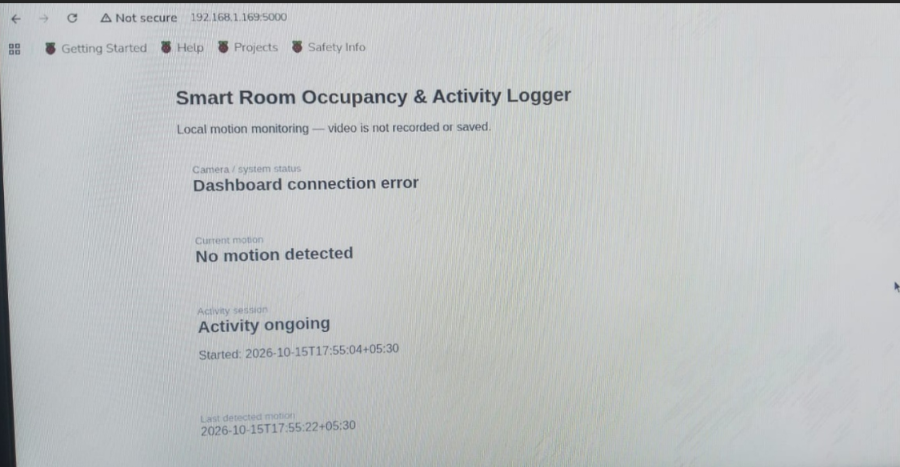 Not secure 192.168.1.169:5000
Getting Started Help Projects Safety Info
Smart Room Occupancy & Activity Logger
Local motion monitoring — video is not recorded or saved.
Camera / system status
Dashboard connection error
Current motion
No motion detected
Activity session
Activity ongoing
Started: 2026-10-15T17:55:04+05:30
Last detected motion
2026-10-15T17:55:22+05:30